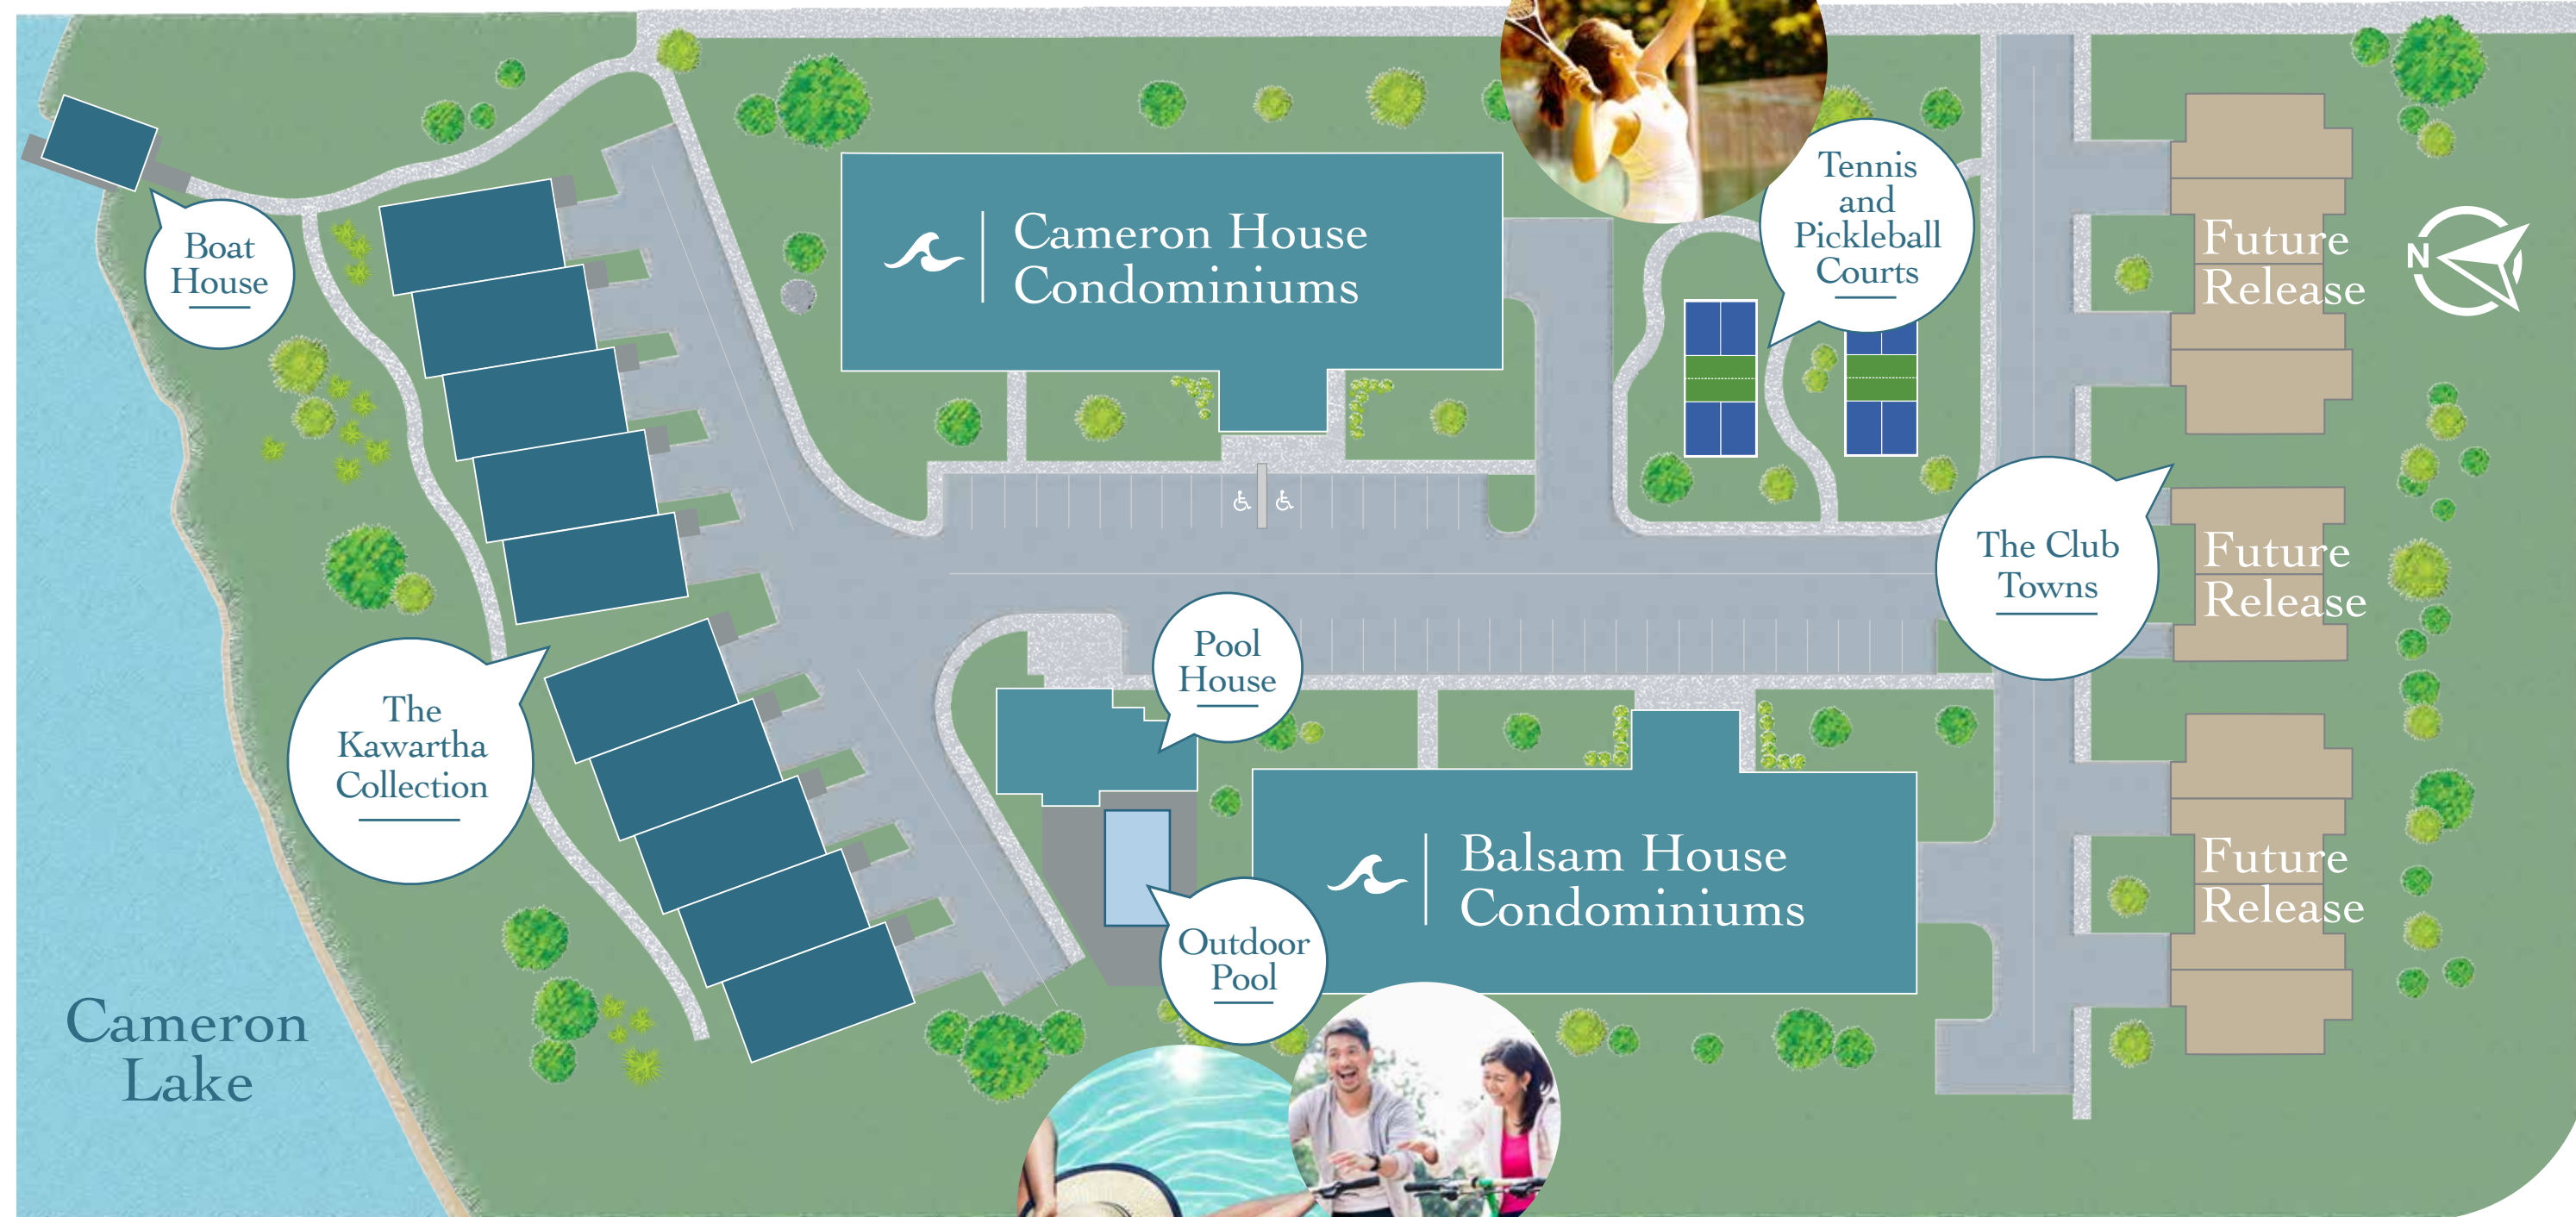 Boat
House
Cameron House
Condominiums
Tennis
and
Pickleball
Courts
Future
Release
N
The Club
Towns
Future
Release
The
Kawartha
Collection
Pool
House
Balsam House
Condominiums
Future
Release
Outdoor
Pool
Cameron
Lake